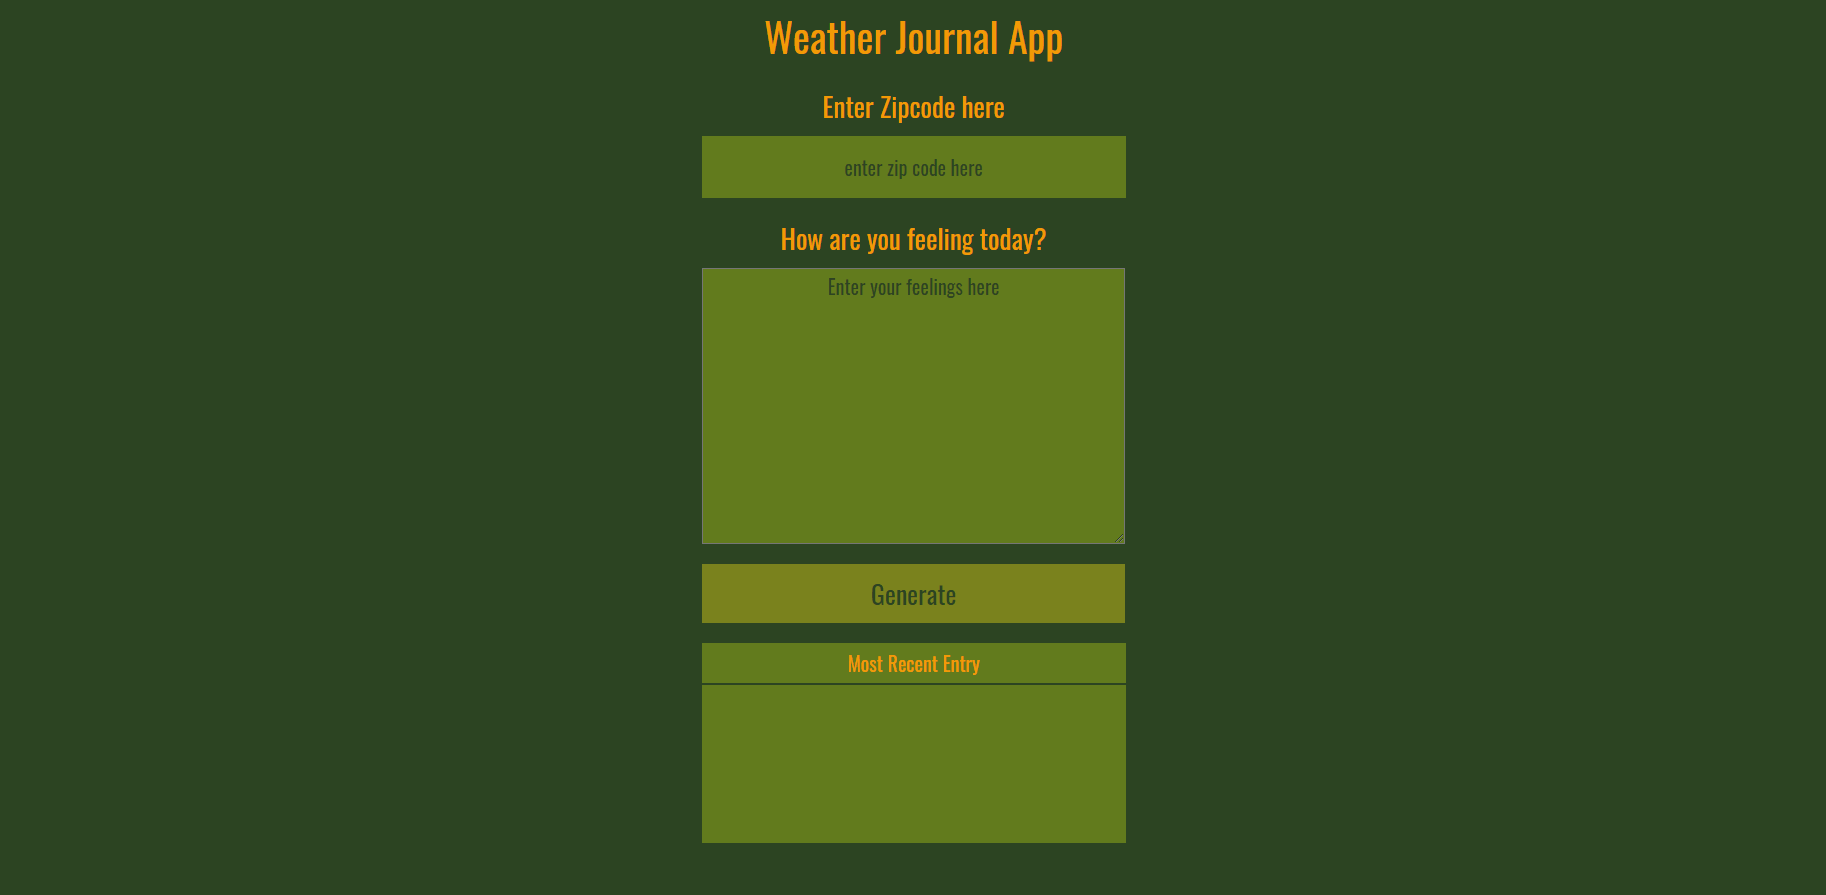 Weather Journal App
Enter Zipcode here
enter zip code here
How are you feeling today?
Enter your feelings here
Generate
Most Recent Entry